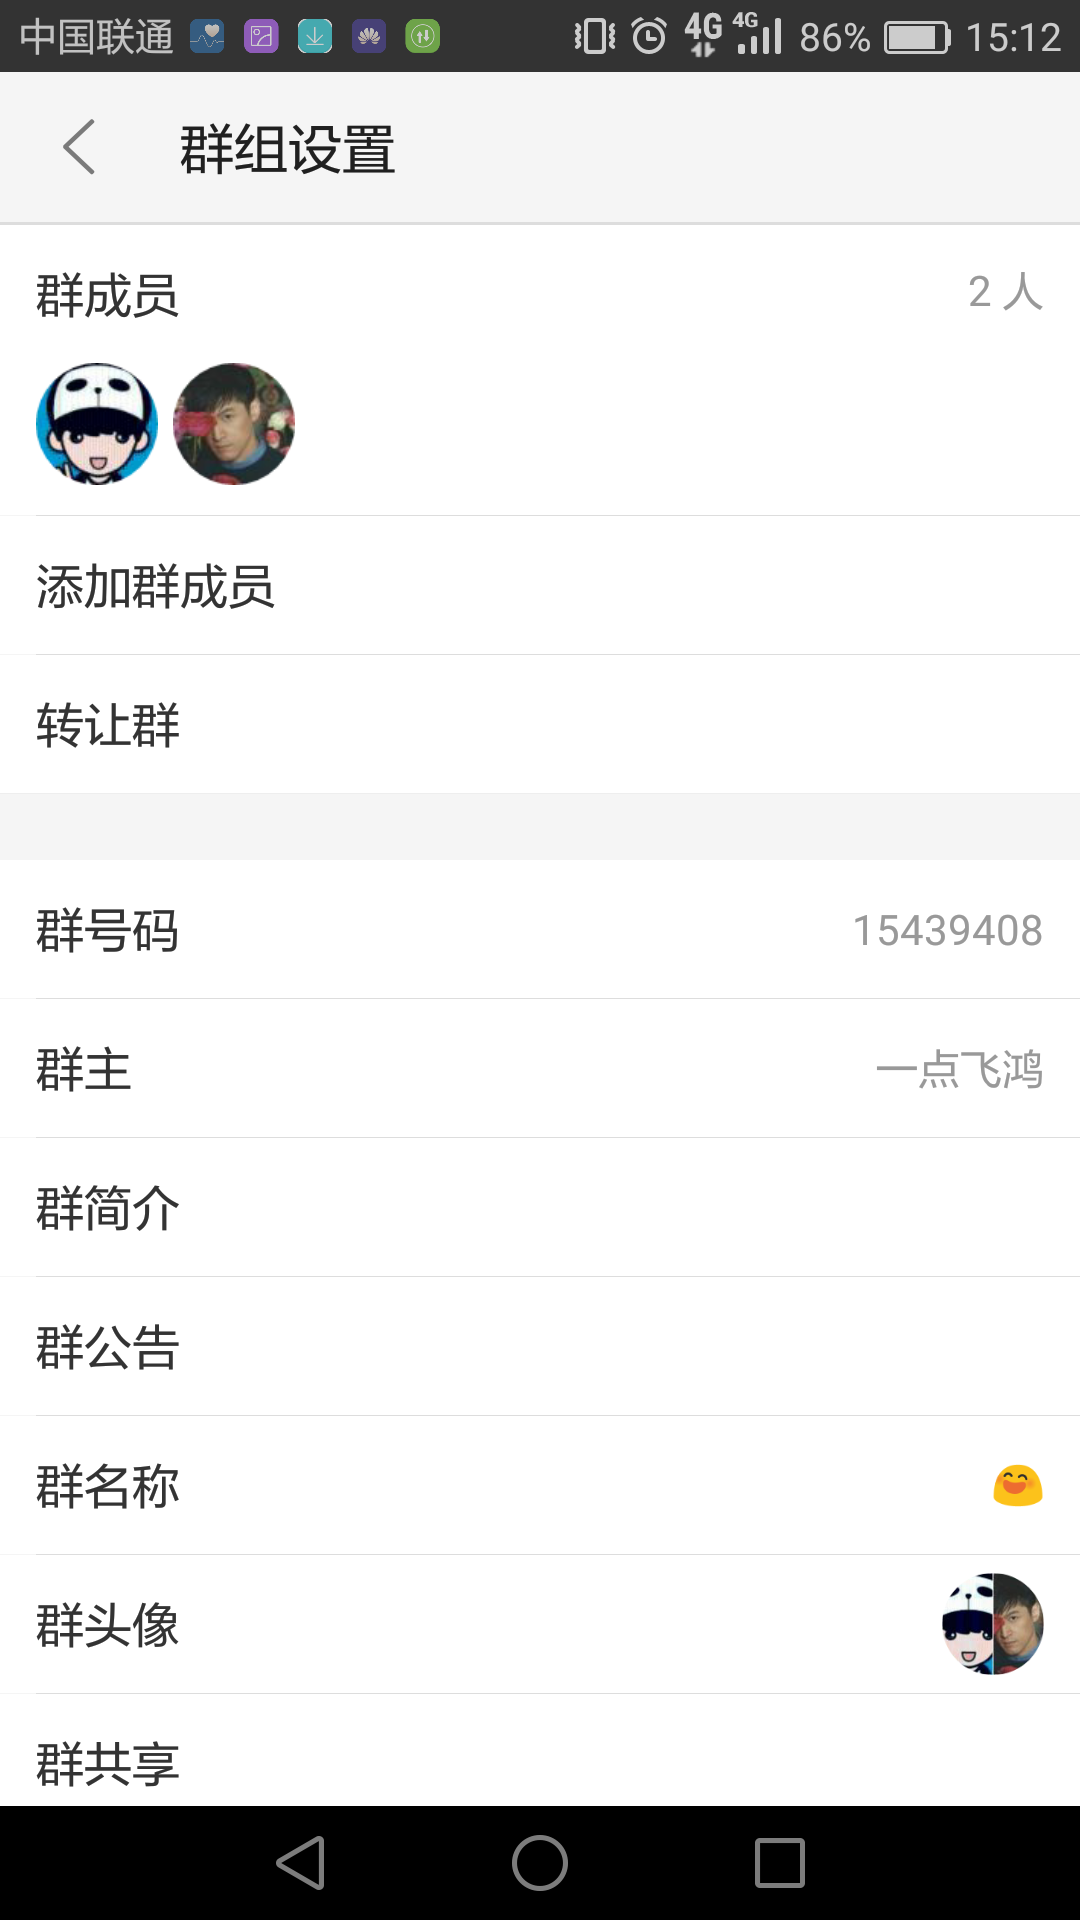 中国联通 4G 4G 86% 15:12
群组设置
群成员 2 人
添加群成员
转让群
群号码 15439408
群主 一点飞鸿
群简介
群公告
群名称 😄
群头像
群共享